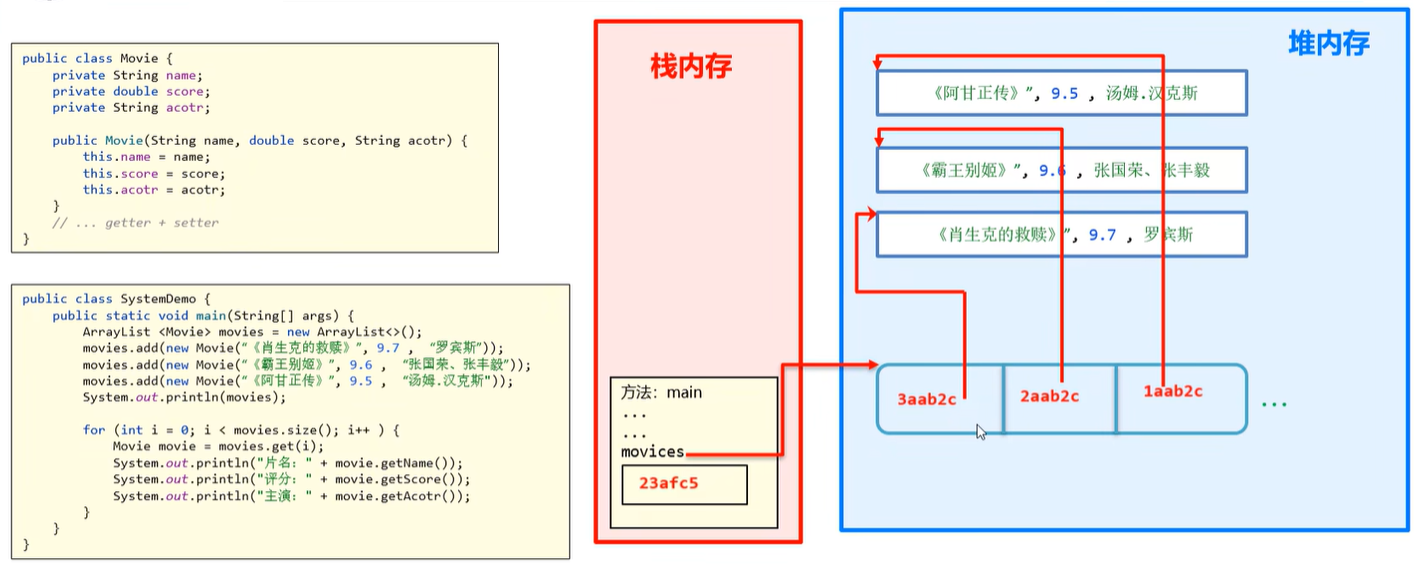 public class Movie {
private String name;
private double score;
private String acotr;
public Movie(String name, double score, String acotr) {
this.name = name;
this.score = score;
this.acotr = acotr;
}
// ... getter + setter
}
public class SystemDemo {
public static void main(String[] args) {
ArrayList <Movie> movies = new ArrayList<>();
movies.add(new Movie(“《肖生克的救赎》", 9.7 , “罗宾斯”));
movies.add(new Movie(“《霸王别姬》", 9.6 , “张国荣、张丰毅”));
movies.add(new Movie(“《阿甘正传》", 9.5 , “汤姆.汉克斯"));
System.out.println(movies);
for (int i = 0; i < movies.size(); i++ ) {
Movie movie = movies.get(i);
System.out.println("片名：" + movie.getName());
System.out.println("评分：" + movie.getScore());
System.out.println("主演：" + movie.getAcotr());
}
}
}
栈内存
方法：main
...
...
movices
23afc5
堆内存
《阿甘正传》”, 9.5 , 汤姆.汉克斯
《霸王别姬》”, 9.6 , 张国荣、张丰毅
《肖生克的救赎》”, 9.7 , 罗宾斯
3aab2c 2aab2c 1aab2c ...